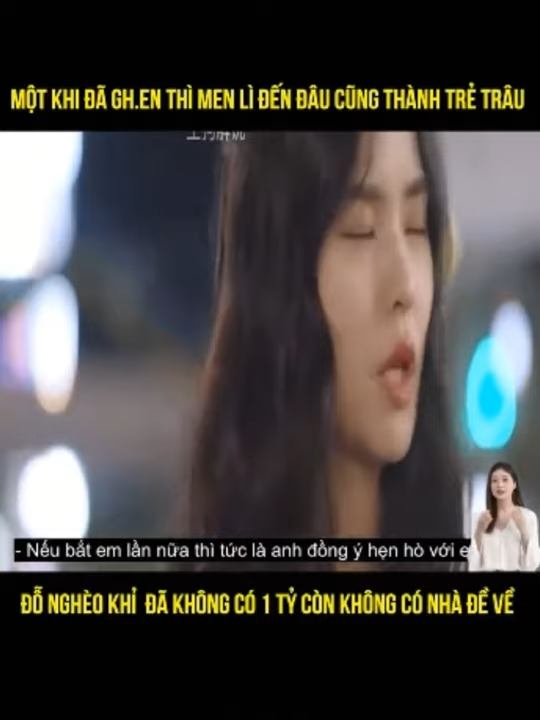 MỘT KHI ĐÃ GH.EN THÌ MEN LÌ ĐẾN ĐÂU CŨNG THÀNH TRẺ TRÂU
- Nếu bắt em lần nữa thì tức là anh đồng ý hẹn hò với e
ĐỖ NGHÈO KHỈ ĐÃ KHÔNG CÓ 1 TỶ CÒN KHÔNG CÓ NHÀ ĐỂ VỀ